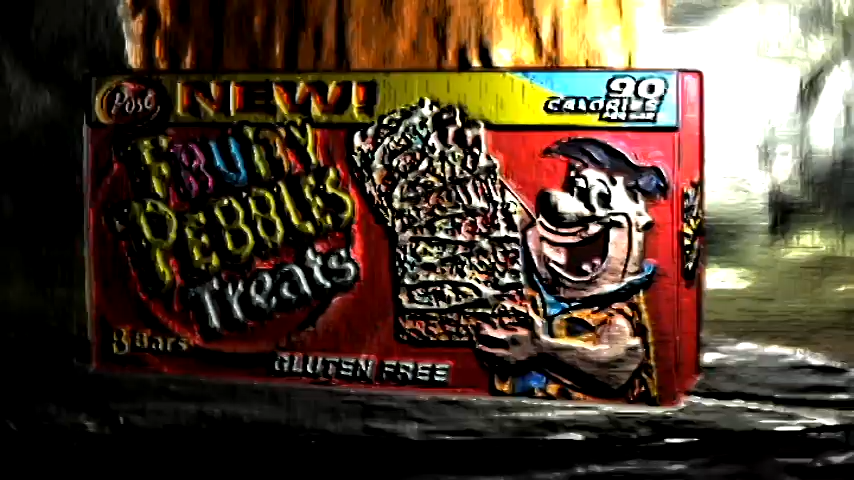 Post
NEW!
90
CALORIES
PER BAR
FRUITY
PEBBLES
Treats
8 Bars
GLUTEN FREE